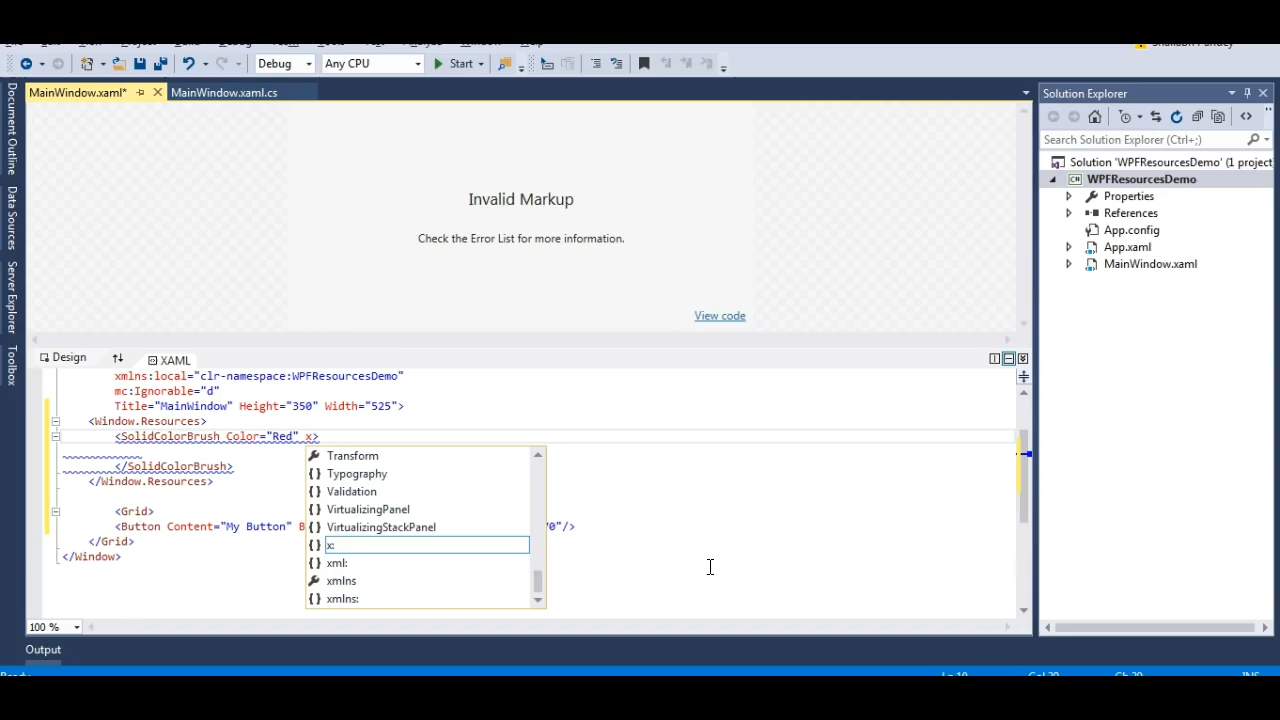 Debug
Any CPU
Start
MainWindow.xaml*
MainWindow.xaml.cs
Document Outline
Data Sources
Server Explorer
Toolbox
Invalid Markup
Check the Error List for more information.
View code
Design
XAML
xmlns:local="clr-namespace:WPFResourcesDemo"
mc:Ignorable="d"
Title="MainWindow" Height="350" Width="525">
<Window.Resources>
<SolidColorBrush Color="Red" x>
</SolidColorBrush>
</Window.Resources>
<Grid>
<Button Content="My Button" B
0"/>
</Grid>
</Window>
Transform
Typography
Validation
VirtualizingPanel
VirtualizingStackPanel
x:
xml:
xmlns
xmlns:
100 %
Output
Solution Explorer
Search Solution Explorer (Ctrl+;)
Solution 'WPFResourcesDemo' (1 project
WPFResourcesDemo
Properties
References
App.config
App.xaml
MainWindow.xaml